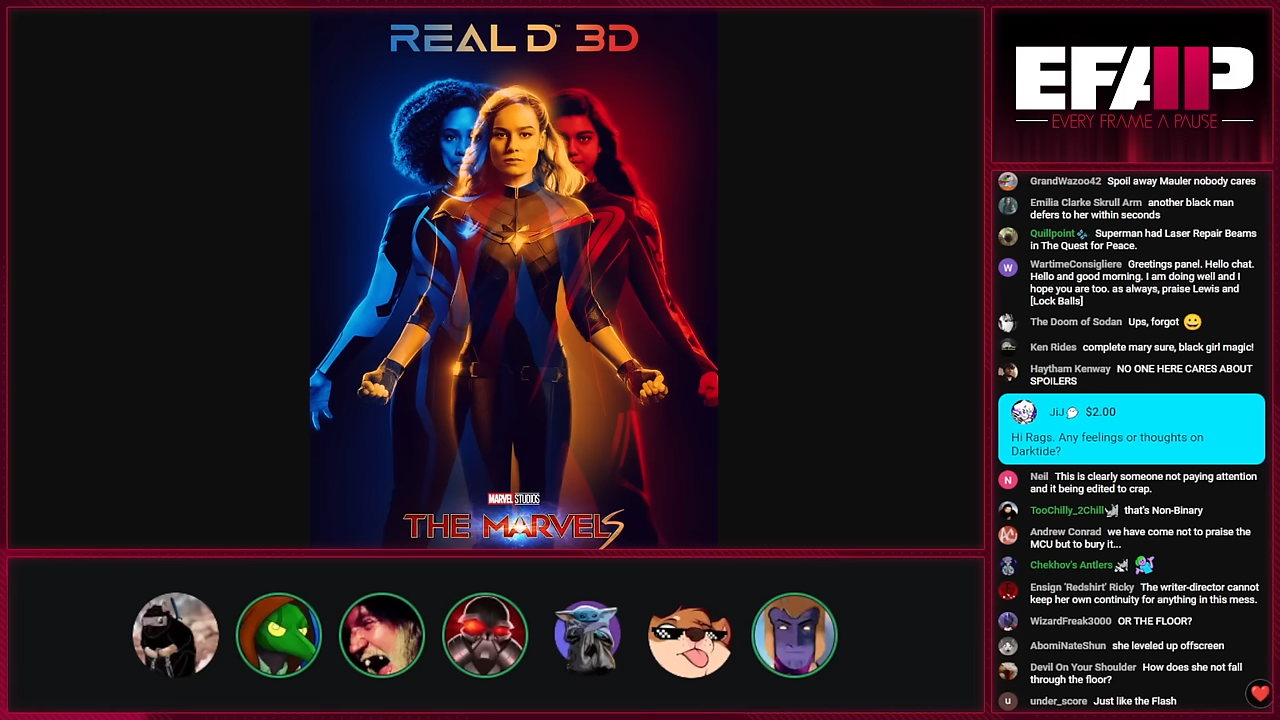 REAL D™ 3D
MARVEL STUDIOS
THE MARVELS
EFAP
EVERY FRAME A PAUSE
GrandWazoo42 Spoil away Mauler nobody cares
Emilia Clarke Skrull Arm another black man
defers to her within seconds
Quillpoint Superman had Laser Repair Beams
in The Quest for Peace.
W
WartimeConsigliere Greetings panel. Hello chat.
Hello and good morning. I am doing well and I
hope you are too. as always, praise Lewis and
[Lock Balls]
The Doom of Sodan Ups, forgot 😀
Ken Rides complete mary sure, black girl magic!
Haytham Kenway NO ONE HERE CARES ABOUT
SPOILERS
JiJ $2.00
Hi Rags. Any feelings or thoughts on
Darktide?
N
Neil This is clearly someone not paying attention
and it being edited to crap.
TooChilly_2Chill that's Non-Binary
Andrew Conrad we have come not to praise the
MCU but to bury it...
Chekhov's Antlers
Ensign 'Redshirt' Ricky The writer-director cannot
keep her own continuity for anything in this mess.
WizardFreak3000 OR THE FLOOR?
AbomiNateShun she leveled up offscreen
Devil On Your Shoulder How does she not fall
through the floor?
u
under_score Just like the Flash